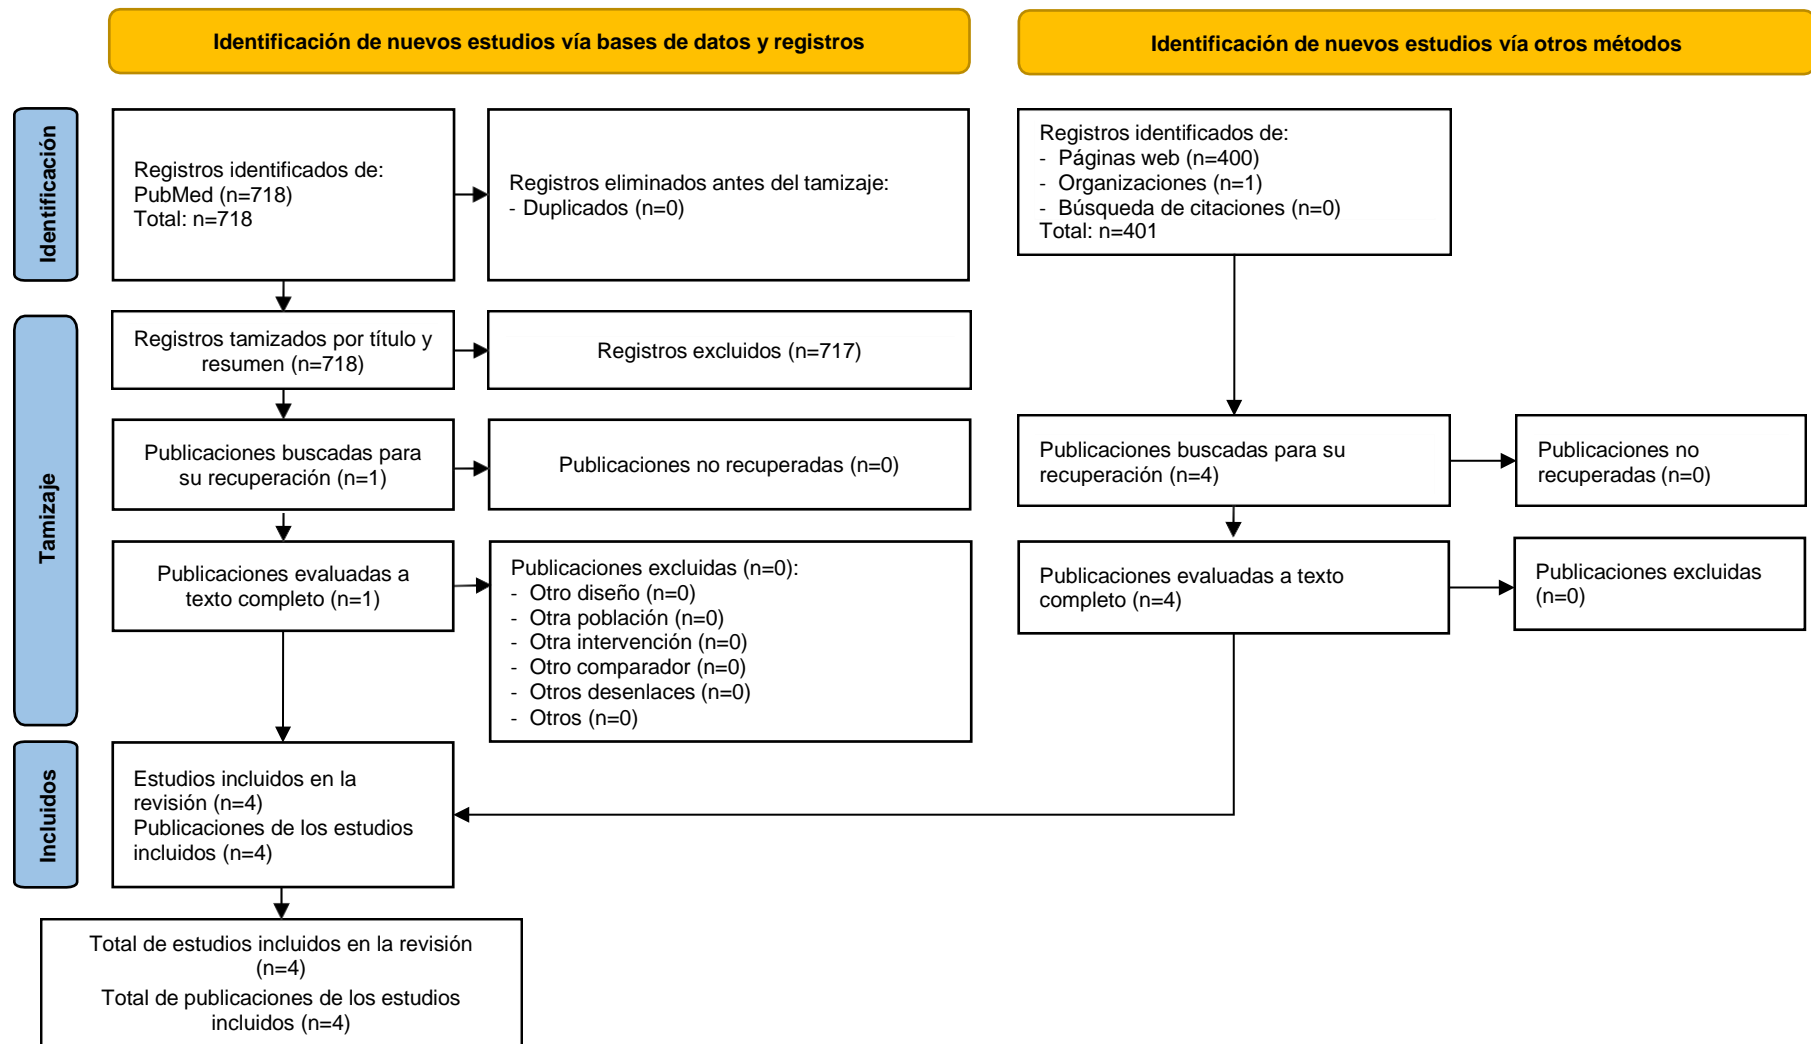 Identificación de nuevos estudios vía bases de datos y registros
Identificación de nuevos estudios vía otros métodos
Identificación
Registros identificados de:
PubMed (n=718)
Total: n=718
Registros eliminados antes del tamizaje:
- Duplicados (n=0)
Registros identificados de:
- Páginas web (n=400)
- Organizaciones (n=1)
- Búsqueda de citaciones (n=0)
Total: n=401
Tamizaje
Registros tamizados por título y
resumen (n=718)
Registros excluidos (n=717)
Publicaciones buscadas para
su recuperación (n=1)
Publicaciones no recuperadas (n=0)
Publicaciones buscadas para su
recuperación (n=4)
Publicaciones no
recuperadas (n=0)
Publicaciones evaluadas a
texto completo (n=1)
Publicaciones excluidas (n=0):
- Otro diseño (n=0)
- Otra población (n=0)
- Otra intervención (n=0)
- Otro comparador (n=0)
- Otros desenlaces (n=0)
- Otros (n=0)
Publicaciones evaluadas a texto
completo (n=4)
Publicaciones excluidas
(n=0)
Incluidos
Estudios incluidos en la
revisión (n=4)
Publicaciones de los estudios
incluidos (n=4)
Total de estudios incluidos en la revisión
(n=4)
Total de publicaciones de los estudios
incluidos (n=4)